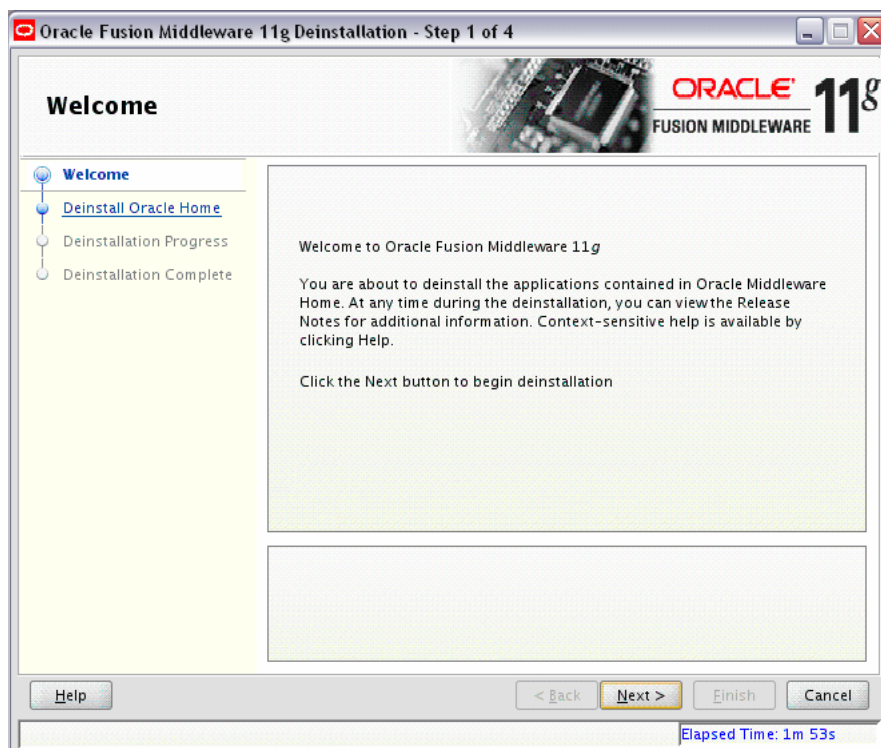 Oracle Fusion Middleware 11g Deinstallation - Step 1 of 4
Welcome
ORACLE' 11g
FUSION MIDDLEWARE
Welcome
Deinstall Oracle Home
Deinstallation Progress
Deinstallation Complete
Welcome to Oracle Fusion Middleware 11g
You are about to deinstall the applications contained in Oracle Middleware
Home. At any time during the deinstallation, you can view the Release
Notes for additional information. Context-sensitive help is available by
clicking Help.
Click the Next button to begin deinstallation
Help
< Back
Next >
Finish
Cancel
Elapsed Time: 1m 53s